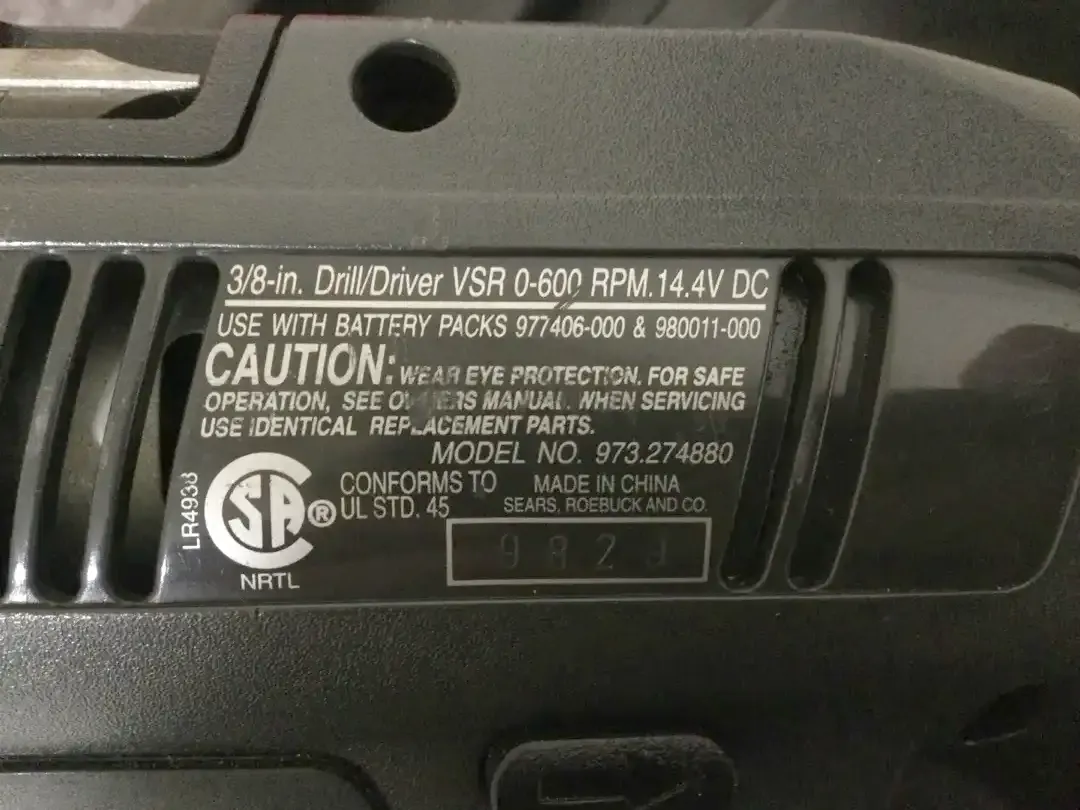 3/8-in. Drill/Driver VSR 0-600 RPM. 14.4V DC
USE WITH BATTERY PACKS 977406-000 & 980011-000
CAUTION: WEAR EYE PROTECTION. FOR SAFE
OPERATION, SEE OWNERS MANUAL. WHEN SERVICING
USE IDENTICAL REPLACEMENT PARTS.
MODEL NO. 973.274880
LR4938
SA ®
NRTL
CONFORMS TO
UL STD. 45
MADE IN CHINA
SEARS, ROEBUCK AND CO.